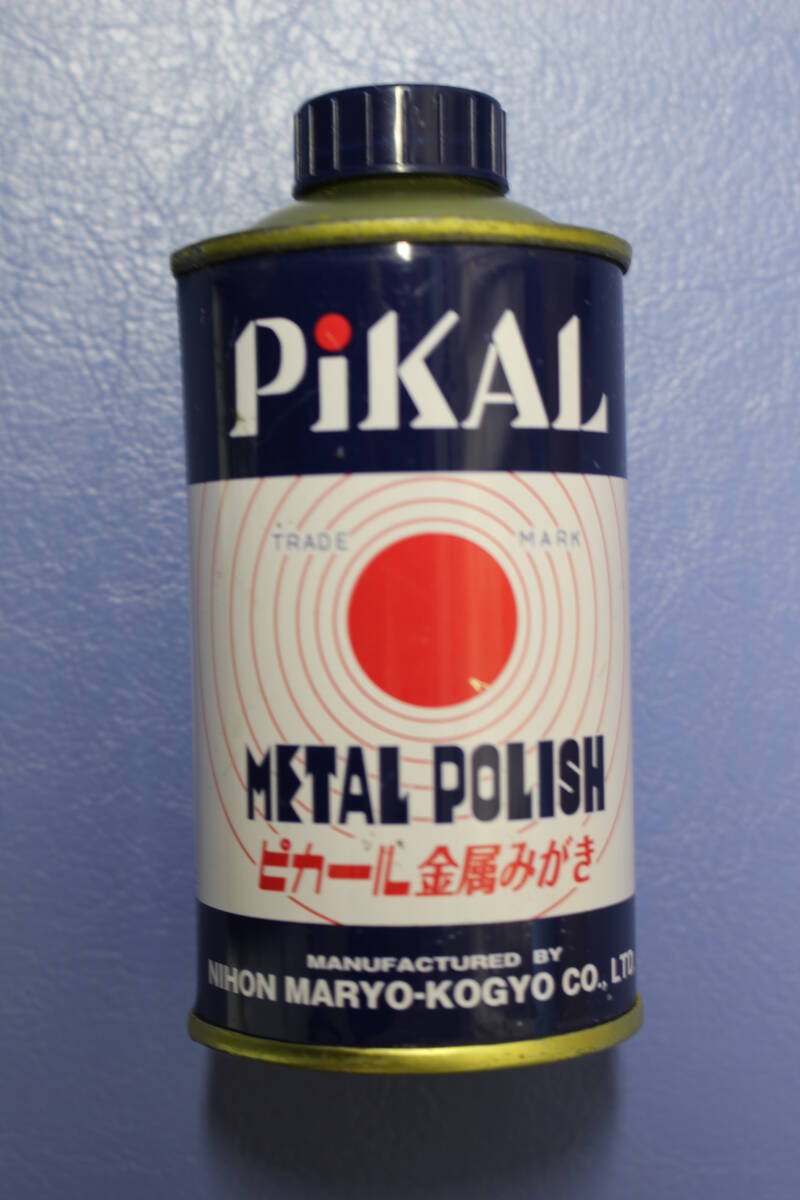 PiKAL
TRADE MARK
METAL POLISH
ピカール金属みがき
MANUFACTURED BY
NIHON MARYO-KOGYO CO., LTD.